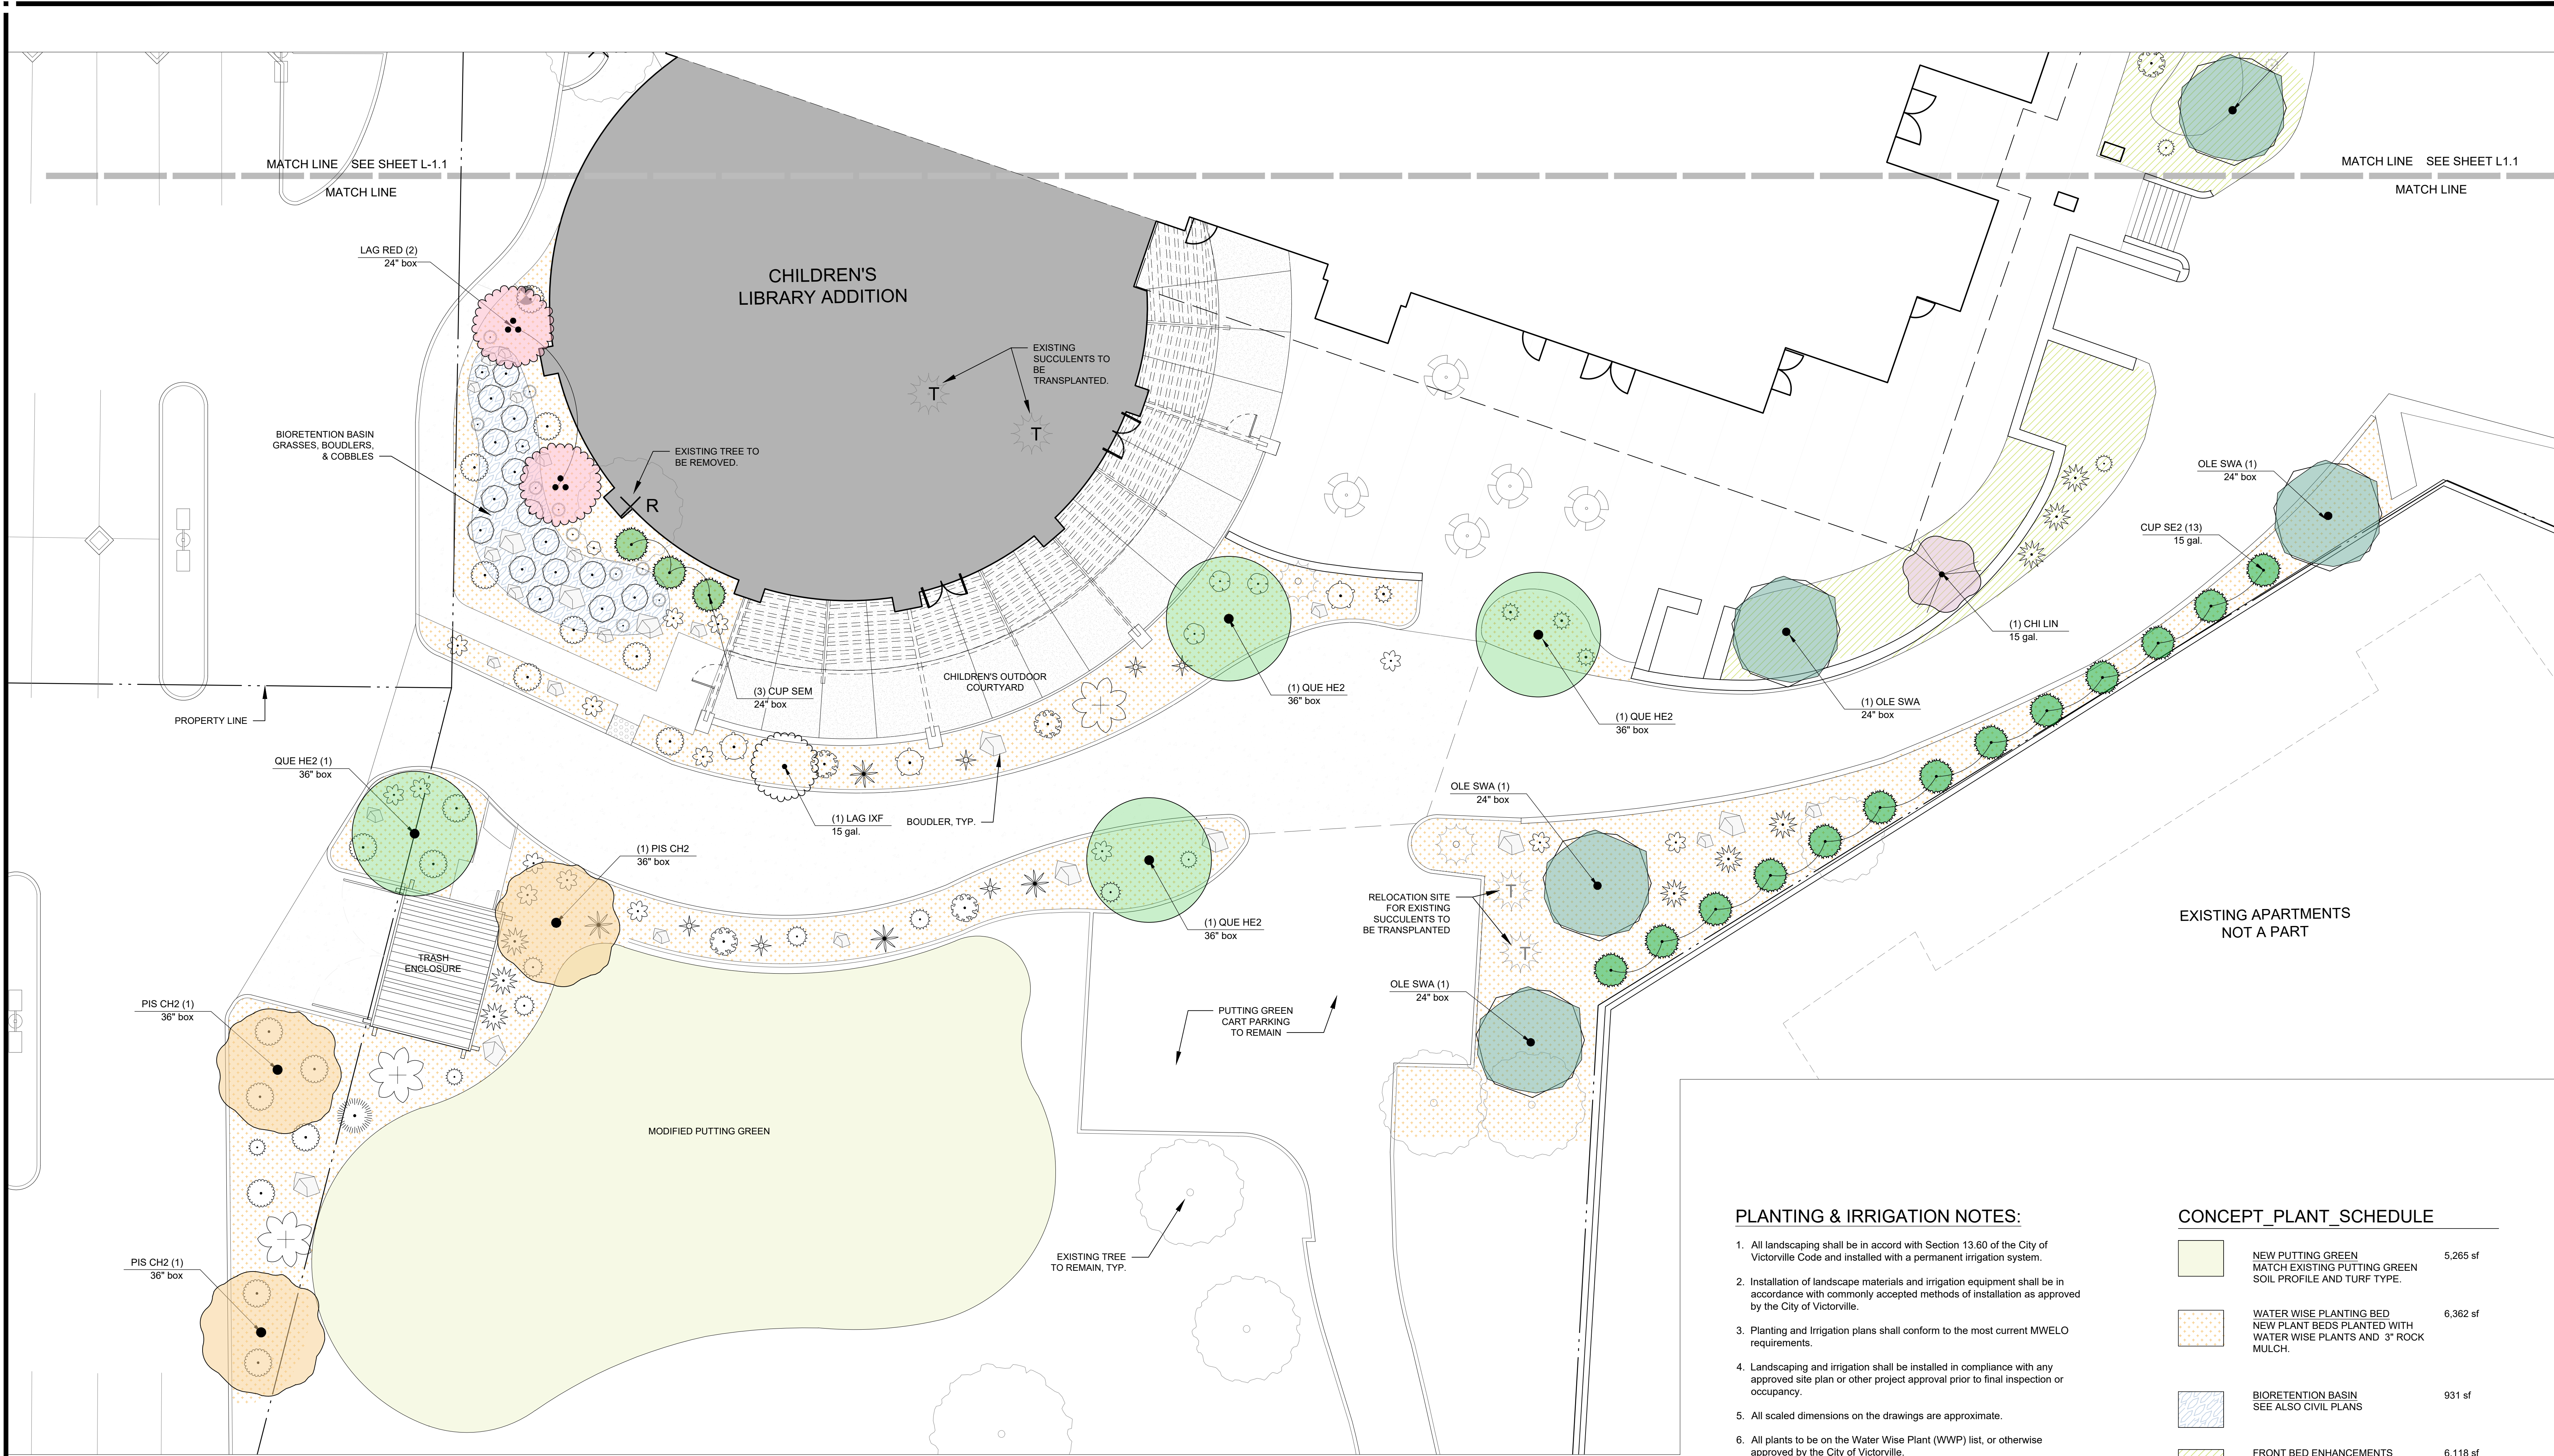 MATCH LINE   SEE SHEET L-1.1
MATCH LINE
MATCH LINE   SEE SHEET L1.1
MATCH LINE
LAG RED (2)
24" box
CHILDREN'S
LIBRARY ADDITION
EXISTING
SUCCULENTS TO
BE
TRANSPLANTED.
T
T
BIORETENTION BASIN
GRASSES, BOUDLERS,
& COBBLES
EXISTING TREE TO
BE REMOVED.
R
OLE SWA (1)
24" box
CUP SE2 (13)
15 gal.
(1) CHI LIN
15 gal.
(3) CUP SEM
24" box
CHILDREN'S OUTDOOR
COURTYARD
(1) QUE HE2
36" box
(1) QUE HE2
36" box
(1) OLE SWA
24" box
PROPERTY LINE
QUE HE2 (1)
36" box
(1) LAG IXF
15 gal.
BOUDLER, TYP.
OLE SWA (1)
24" box
(1) PIS CH2
36" box
(1) QUE HE2
36" box
RELOCATION SITE
FOR EXISTING
SUCCULENTS TO
BE TRANSPLANTED
T
T
EXISTING APARTMENTS
NOT A PART
TRASH
ENCLOSURE
PIS CH2 (1)
36" box
OLE SWA (1)
24" box
PUTTING GREEN
CART PARKING
TO REMAIN
MODIFIED PUTTING GREEN
EXISTING TREE
TO REMAIN, TYP.
PIS CH2 (1)
36" box
PLANTING & IRRIGATION NOTES:
1. All landscaping shall be in accord with Section 13.60 of the City of
Victorville Code and installed with a permanent irrigation system.
2. Installation of landscape materials and irrigation equipment shall be in
accordance with commonly accepted methods of installation as approved
by the City of Victorville.
3. Planting and Irrigation plans shall conform to the most current MWELO
requirements.
4. Landscaping and irrigation shall be installed in compliance with any
approved site plan or other project approval prior to final inspection or
occupancy.
5. All scaled dimensions on the drawings are approximate.
6. All plants to be on the Water Wise Plant (WWP) list, or otherwise
approved by the City of Victorville.
CONCEPT_PLANT_SCHEDULE
NEW PUTTING GREEN 5,265 sf
MATCH EXISTING PUTTING GREEN
SOIL PROFILE AND TURF TYPE.
WATER WISE PLANTING BED 6,362 sf
NEW PLANT BEDS PLANTED WITH
WATER WISE PLANTS AND 3" ROCK
MULCH.
BIORETENTION BASIN 931 sf
SEE ALSO CIVIL PLANS
FRONT BED ENHANCEMENTS 6,118 sf